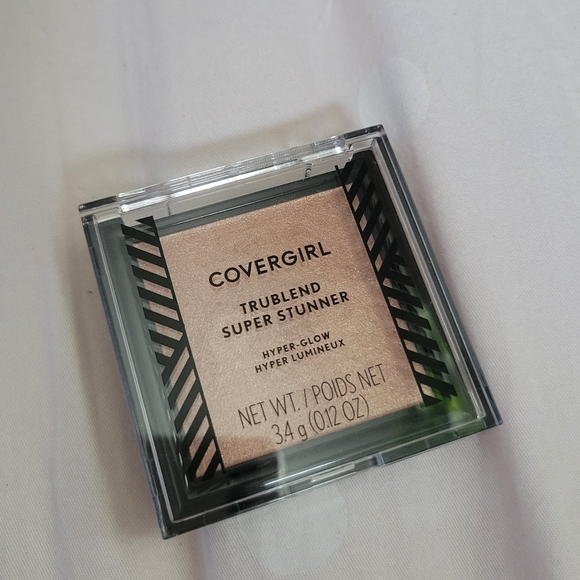 COVERGIRL
TRUBLEND
SUPER STUNNER
HYPER-GLOW
HYPER LUMINEUX
NET WT. / POIDS NET
3.4 g (0.12 OZ)